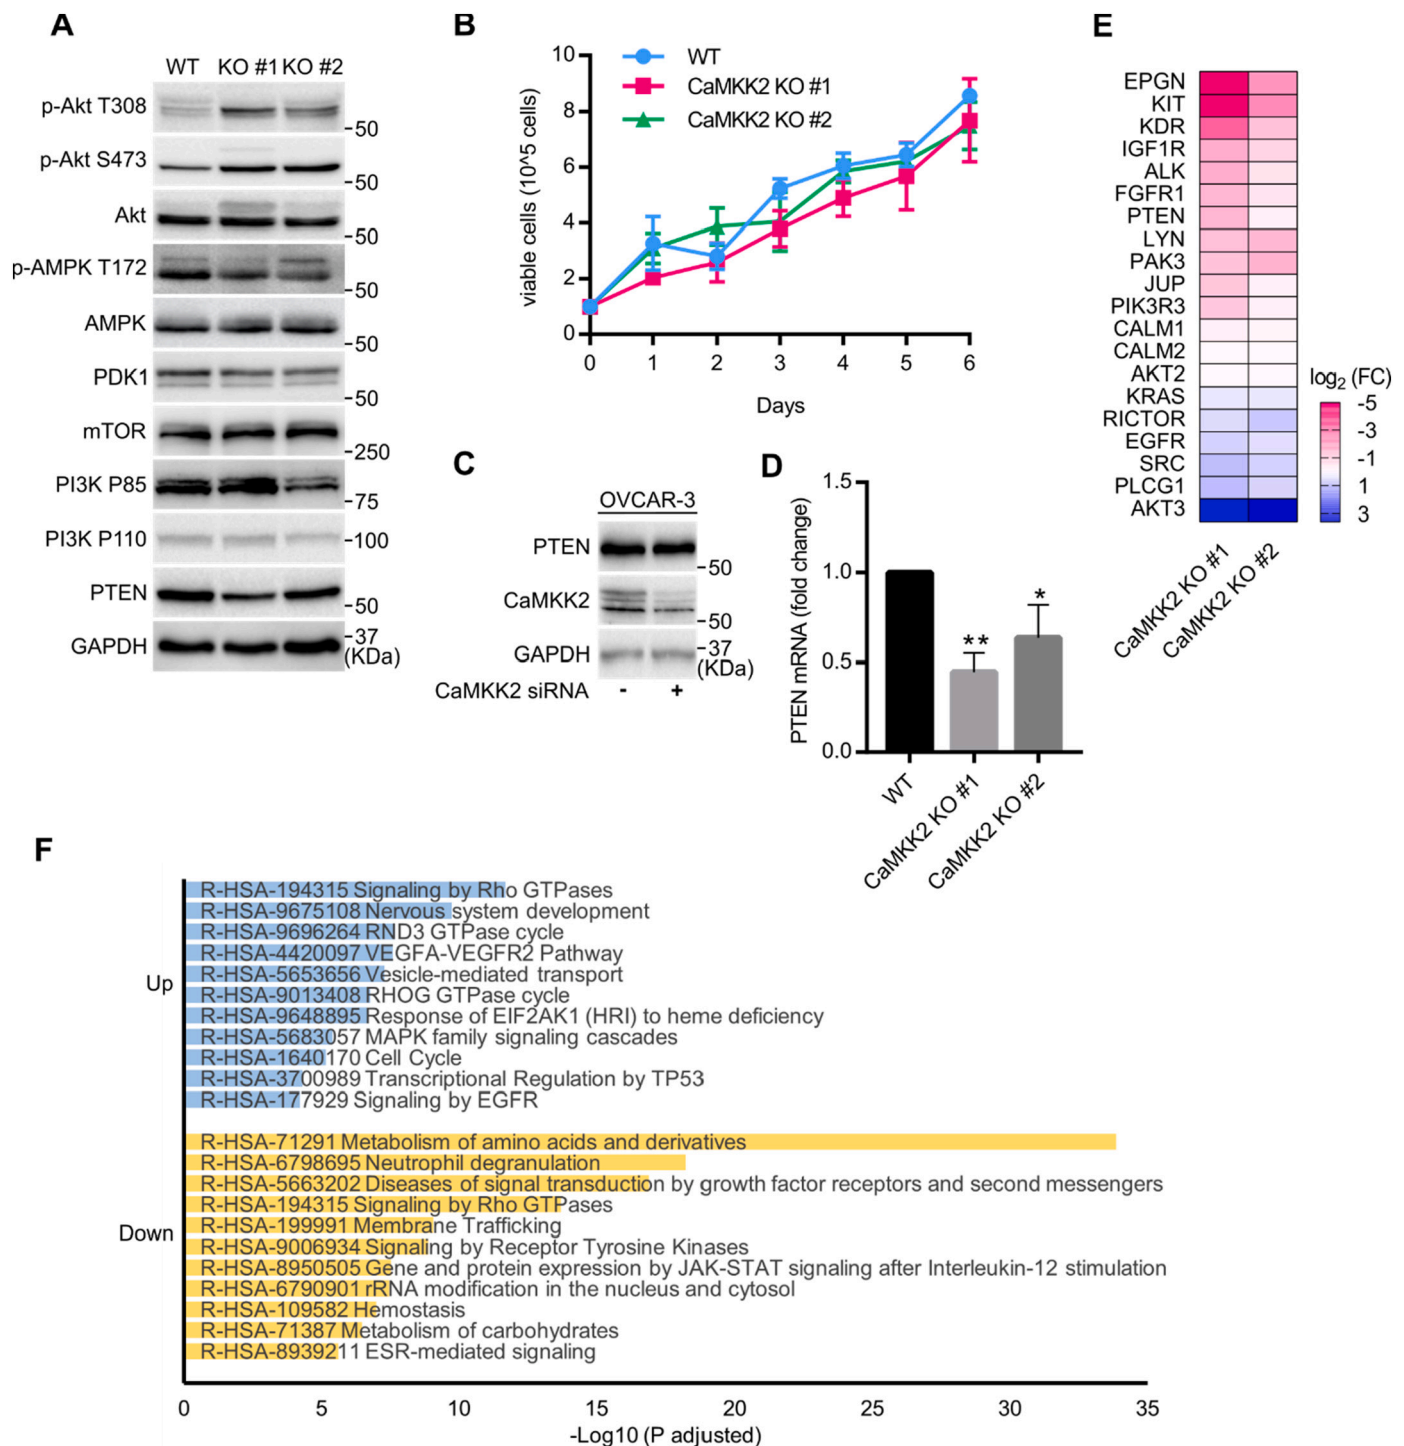 A
WT KO #1 KO #2
p-Akt T308
50
p-Akt S473
50
Akt
50
p-AMPK T172
50
AMPK
50
PDK1
50
mTOR
250
PI3K P85
75
PI3K P110
100
PTEN
50
GAPDH
37
(KDa)
B
WT
CaMKK2 KO #1
CaMKK2 KO #2
viable cells (10^5 cells)
10
8
6
4
2
0
0 1 2 3 4 5 6
Days
C
OVCAR-3
PTEN
50
CaMKK2
50
GAPDH
37
(KDa)
CaMKK2 siRNA - +
D
PTEN mRNA (fold change)
1.5
1.0
0.5
0.0
**
*
WT
CaMKK2 KO #1
CaMKK2 KO #2
E
EPGN
KIT
KDR
IGF1R
ALK
FGFR1
PTEN
LYN
PAK3
JUP
PIK3R3
CALM1
CALM2
AKT2
KRAS
RICTOR
EGFR
SRC
PLCG1
AKT3
CaMKK2 KO #1
CaMKK2 KO #2
log2 (FC)
-5
-3
-1
1
3
F
Up
R-HSA-194315 Signaling by Rho GTPases
R-HSA-9675108 Nervous system development
R-HSA-9696264 RND3 GTPase cycle
R-HSA-4420097 VEGFA-VEGFR2 Pathway
R-HSA-5653656 Vesicle-mediated transport
R-HSA-9013408 RHOG GTPase cycle
R-HSA-9648895 Response of EIF2AK1 (HRI) to heme deficiency
R-HSA-5683057 MAPK family signaling cascades
R-HSA-1640170 Cell Cycle
R-HSA-3700989 Transcriptional Regulation by TP53
R-HSA-177929 Signaling by EGFR
Down
R-HSA-71291 Metabolism of amino acids and derivatives
R-HSA-6798695 Neutrophil degranulation
R-HSA-5663202 Diseases of signal transduction by growth factor receptors and second messengers
R-HSA-194315 Signaling by Rho GTPases
R-HSA-199991 Membrane Trafficking
R-HSA-9006934 Signaling by Receptor Tyrosine Kinases
R-HSA-8950505 Gene and protein expression by JAK-STAT signaling after Interleukin-12 stimulation
R-HSA-6790901 rRNA modification in the nucleus and cytosol
R-HSA-109582 Hemostasis
R-HSA-71387 Metabolism of carbohydrates
R-HSA-8939211 ESR-mediated signaling
0 5 10 15 20 25 30 35
-Log10 (P adjusted)